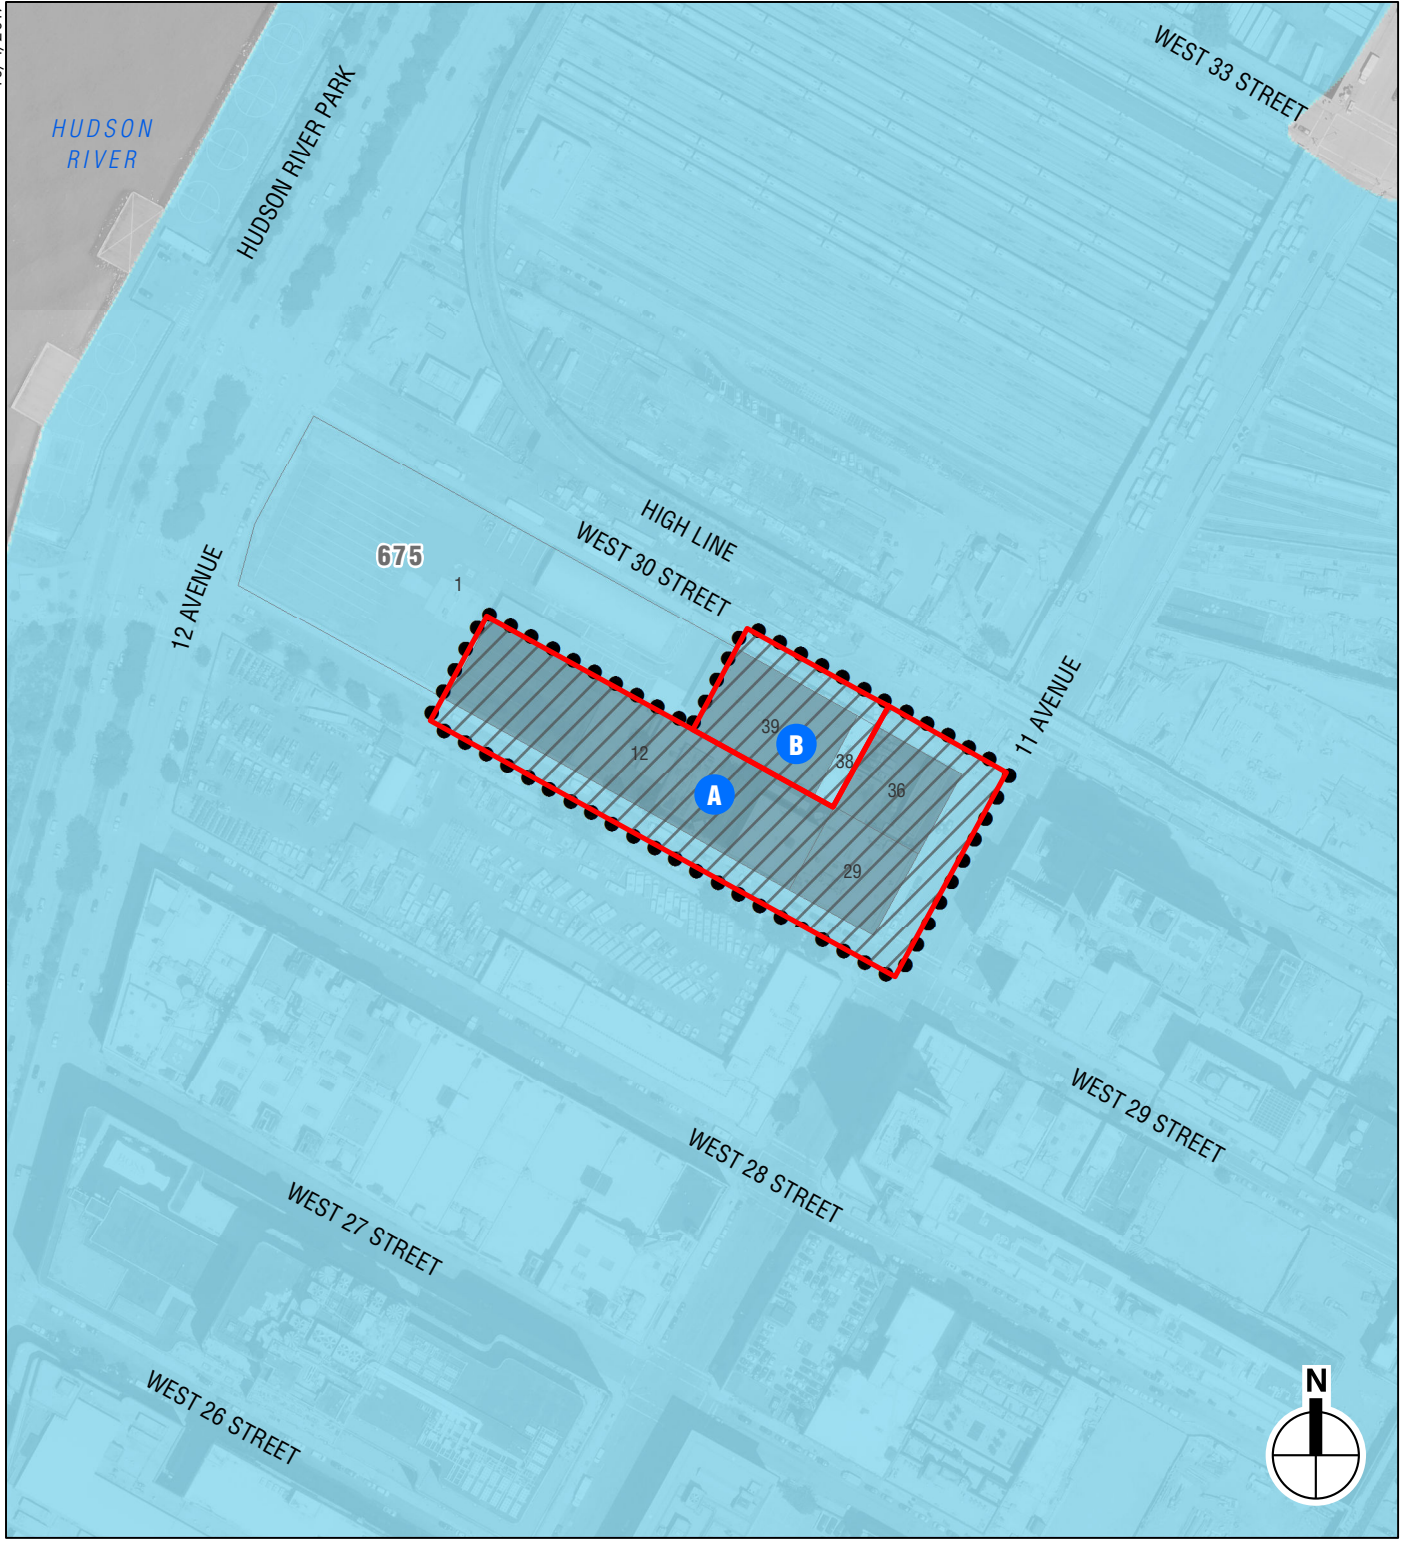 WEST 33 STREET
HUDSON
RIVER
HUDSON RIVER PARK
HIGH LINE
WEST 30 STREET
675
1
12 AVENUE
11 AVENUE
39
B
38
12
A
36
29
WEST 29 STREET
WEST 28 STREET
WEST 27 STREET
WEST 26 STREET
N